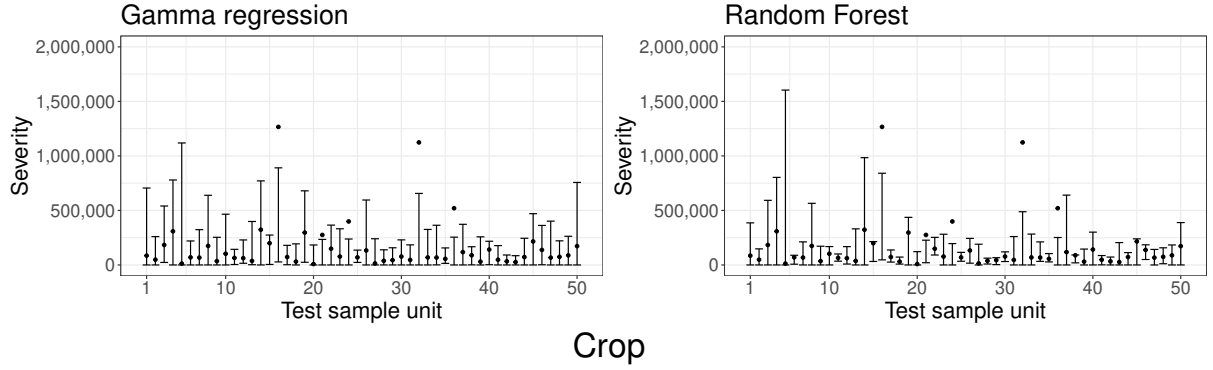 Gamma regression
Random Forest
2,000,000
1,500,000
1,000,000
500,000
0
Severity
1 10 20 30 40 50
Test sample unit
2,000,000
1,500,000
1,000,000
500,000
0
Severity
1 10 20 30 40 50
Test sample unit
Crop